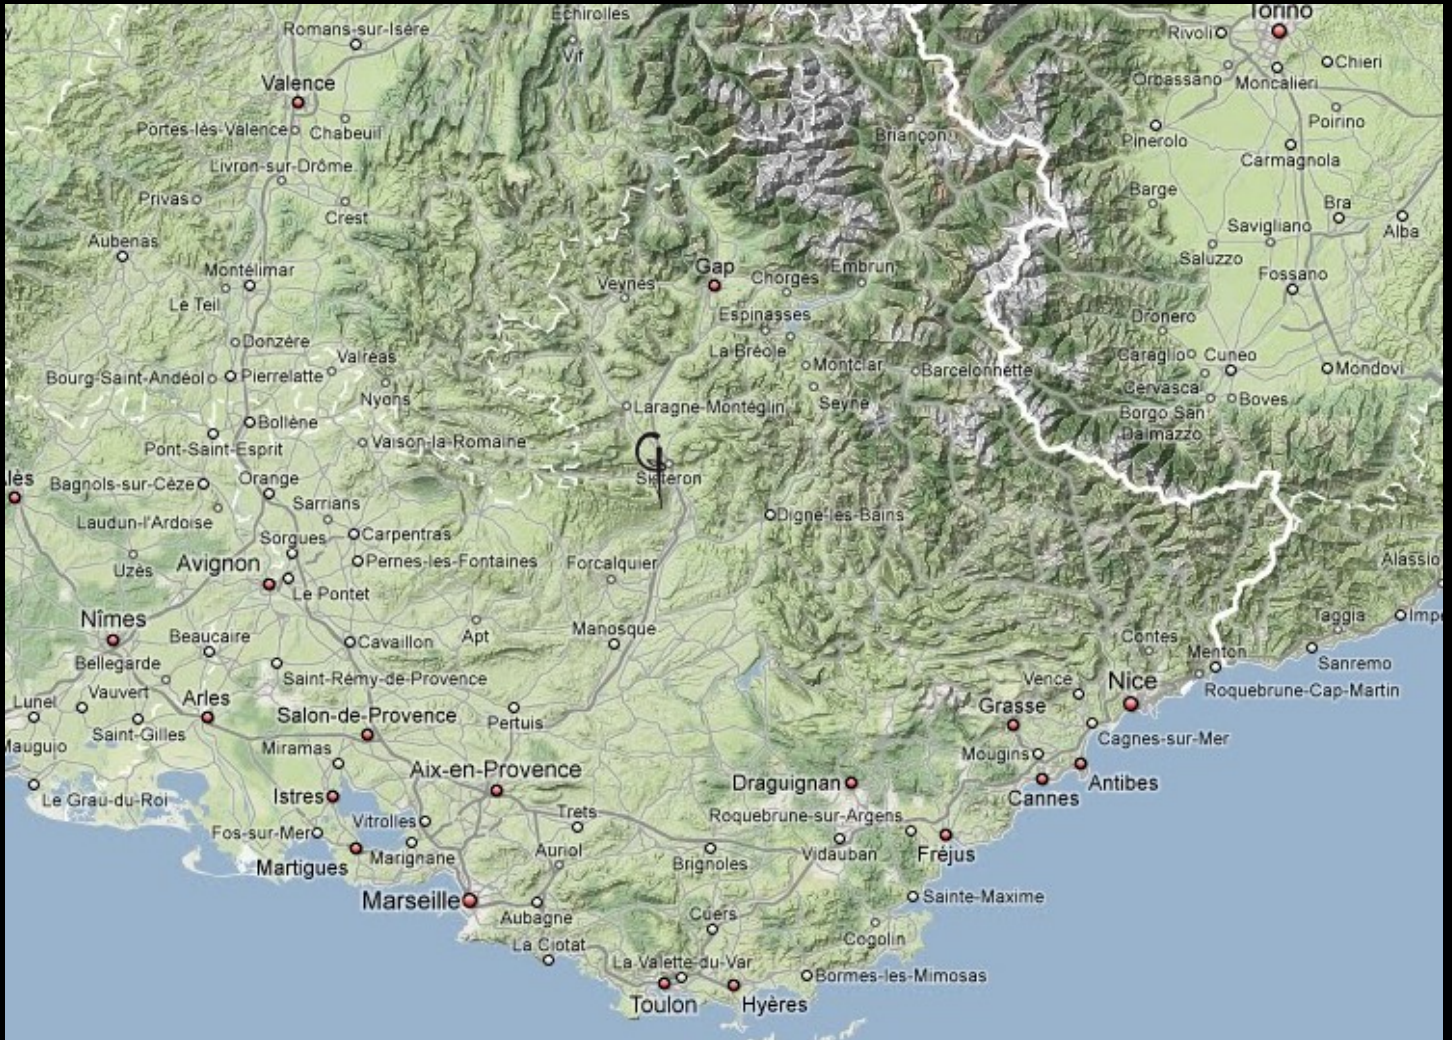 Echirolles
Romans-sur-Isère
Torino
Rivoli
Vif
Chieri
Valence
Orbassano
Moncalieri
Portes-lès-Valence
Chabeuil
Briançon
Pinerolo
Poirino
Livron-sur-Drôme
Carmagnola
Privas
Crest
Barge
Bra
Savigliano
Alba
Aubenas
Saluzzo
Montélimar
Gap
Chorges
Embrun
Fossano
Le Teil
Veynes
Espinasses
Dronero
Donzère
Valréas
La Bréole
Montclar
Caraglio
Cuneo
Bourg-Saint-Andéol
Pierrelatte
Barcelonnette
Mondovi
Nyons
Cervasca
Boves
Laragne-Montéglin
Seyne
Borgo San
Dalmazzo
Bollène
Pont-Saint-Esprit
Vaison-la-Romaine
Sisteron
lès
Bagnols-sur-Cèze
Orange
Sarrians
Laudun-l'Ardoise
Digne-les-Bains
Sorgues
Carpentras
Uzès
Avignon
Pernes-les-Fontaines
Forcalquier
Alassio
Le Pontet
Nîmes
Taggia
Impe
Beaucaire
Cavaillon
Apt
Manosque
Contes
Menton
Sanremo
Bellegarde
Saint-Rémy-de-Provence
Vence
Nice
Roquebrune-Cap-Martin
Lunel
Vauvert
Arles
Salon-de-Provence
Pertuis
Grasse
Mauguio
Saint-Gilles
Miramas
Mougins
Cagnes-sur-Mer
Aix-en-Provence
Draguignan
Antibes
Le Grau-du-Roi
Istres
Cannes
Trets
Roquebrune-sur-Argens
Fos-sur-Mer
Vitrolles
Martigues
Marignane
Auriol
Brignoles
Vidauban
Fréjus
Marseille
Aubagne
Cuers
Sainte-Maxime
La Ciotat
Cogolin
La Valette-du-Var
Bormes-les-Mimosas
Toulon
Hyères